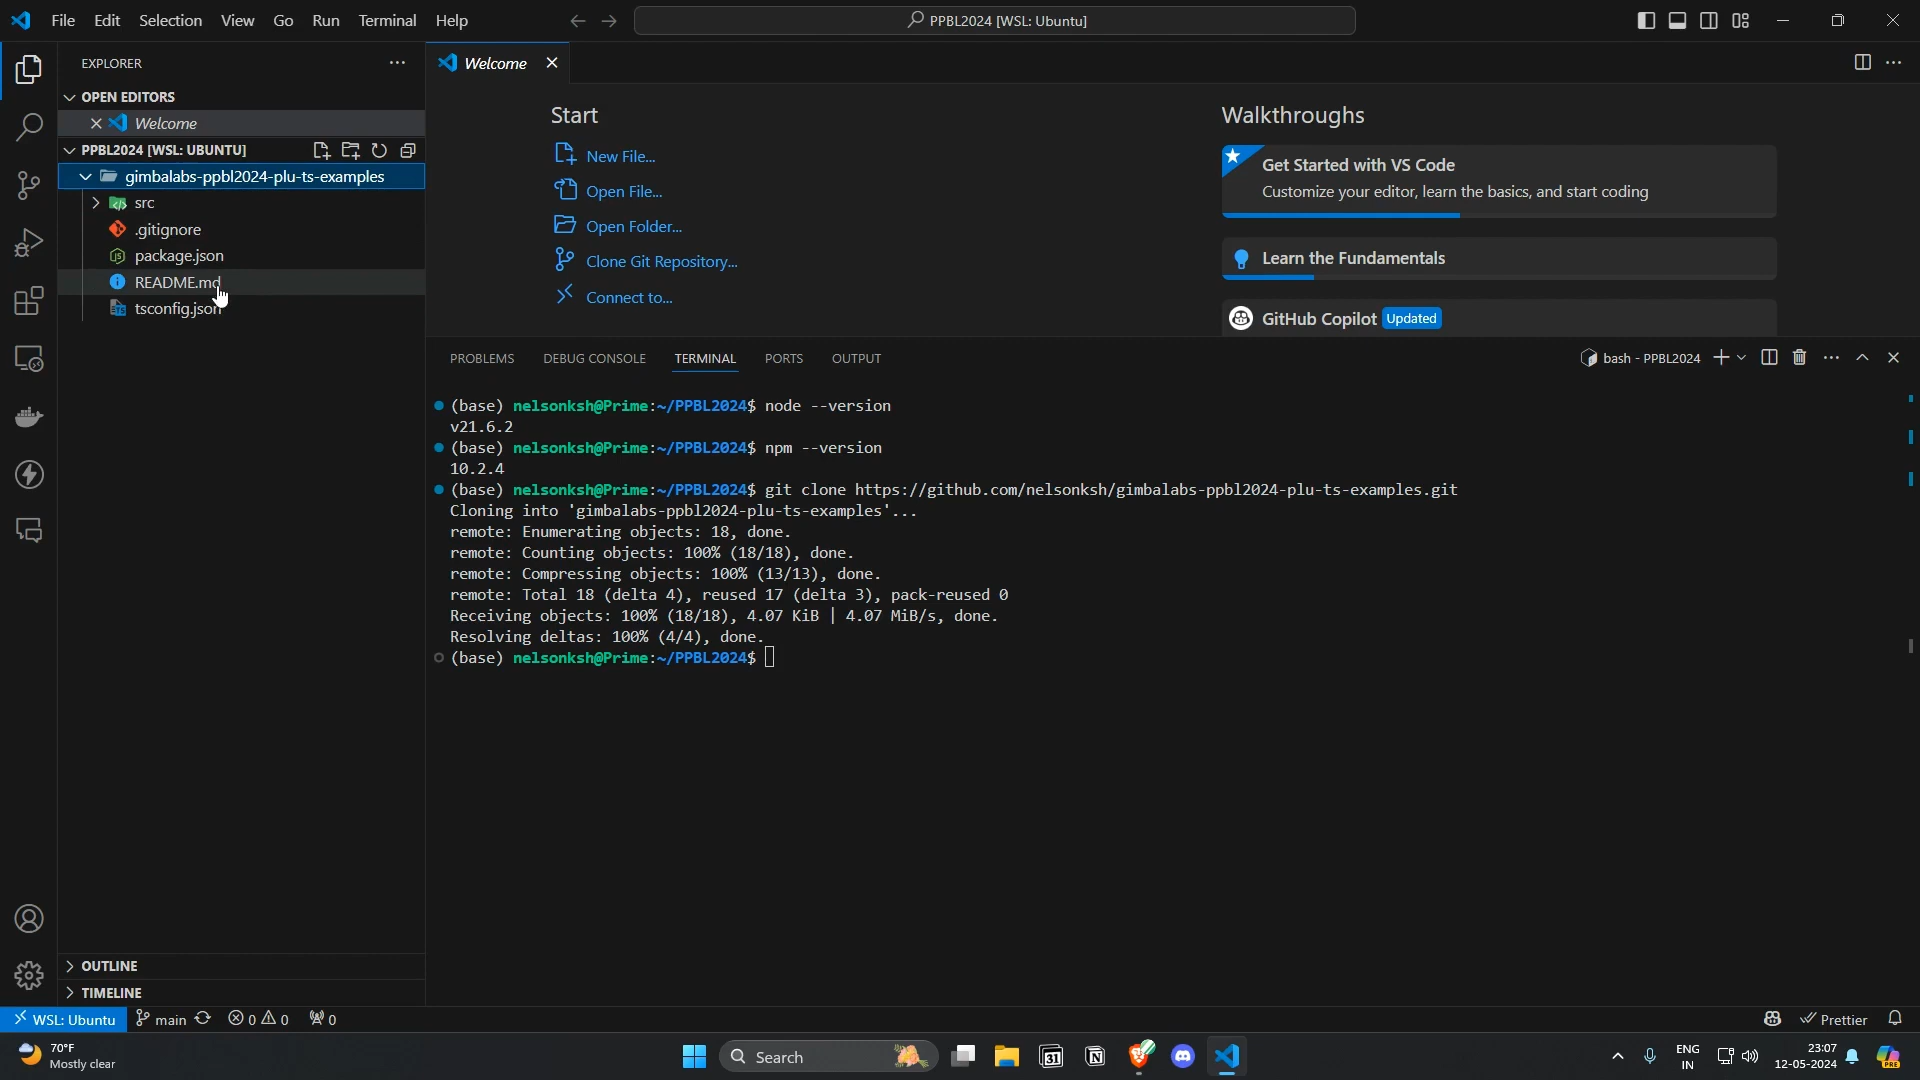 File Edit Selection View Go Run Terminal Help
PPBL2024 [WSL: Ubuntu]
EXPLORER
OPEN EDITORS
Welcome
PPBL2024 [WSL: UBUNTU]
gimbalabs-ppbl2024-plu-ts-examples
src
.gitignore
package.json
README.md
tsconfig.json
OUTLINE
TIMELINE
Welcome
Start
New File...
Open File...
Open Folder...
Clone Git Repository...
Connect to...
Walkthroughs
Get Started with VS Code
Customize your editor, learn the basics, and start coding
Learn the Fundamentals
GitHub Copilot Updated
PROBLEMS DEBUG CONSOLE TERMINAL PORTS OUTPUT
bash - PPBL2024
(base) nelsonksh@Prime:~/PPBL2024$ node --version
v21.6.2
(base) nelsonksh@Prime:~/PPBL2024$ npm --version
10.2.4
(base) nelsonksh@Prime:~/PPBL2024$ git clone https://github.com/nelsonksh/gimbalabs-ppbl2024-plu-ts-examples.git
Cloning into 'gimbalabs-ppbl2024-plu-ts-examples'...
remote: Enumerating objects: 18, done.
remote: Counting objects: 100% (18/18), done.
remote: Compressing objects: 100% (13/13), done.
remote: Total 18 (delta 4), reused 17 (delta 3), pack-reused 0
Receiving objects: 100% (18/18), 4.07 KiB | 4.07 MiB/s, done.
Resolving deltas: 100% (4/4), done.
(base) nelsonksh@Prime:~/PPBL2024$
WSL: Ubuntu main 0 0 0
Prettier
70°F
Mostly clear
Search
31
ENG
IN
23:07
12-05-2024
PRE